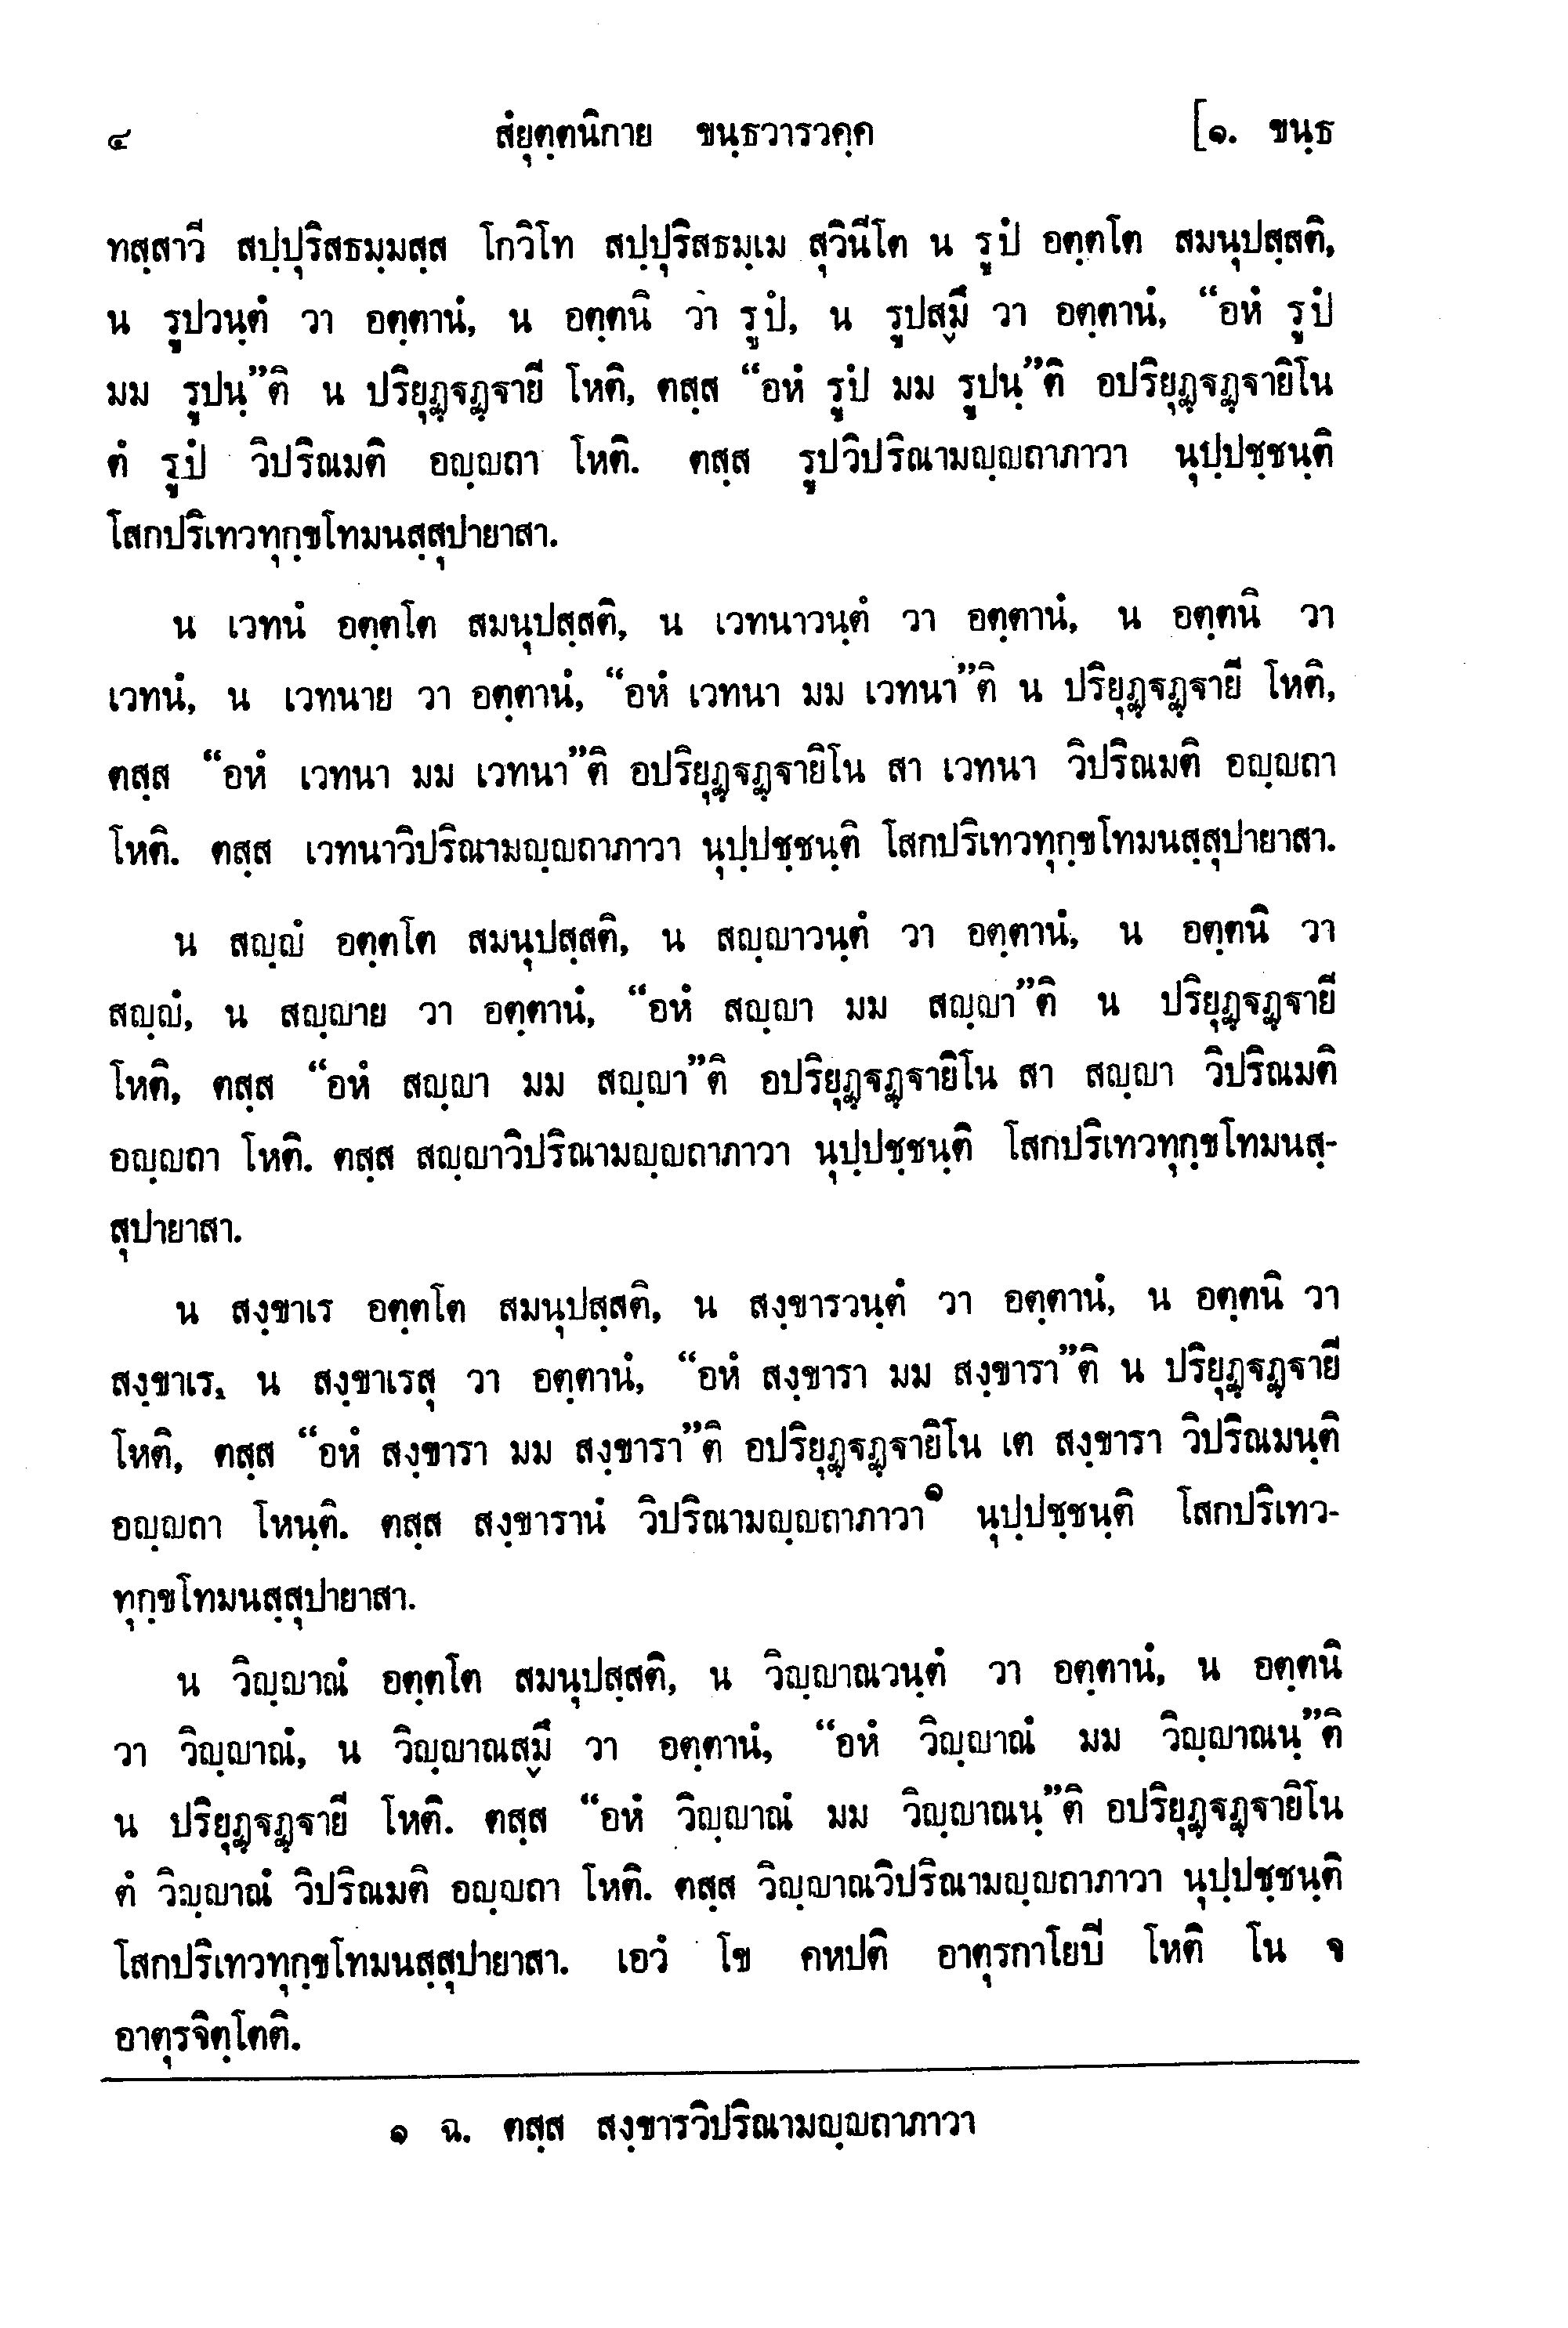 ๔ สํยุตฺตนิกาย ขนฺธวารวคฺค [๑. ขนฺธ
ทสฺสาวี สปฺปุริสธมฺมสฺส โกวิโท สปฺปุริสธมฺเม สุวินีโต น รูปํ อตฺตโต สมนุปสฺสติ,
น รูปวนฺตํ วา อตฺตานํ, น อตฺตนิ วา รูปํ, น รูปสฺมึ วา อตฺตานํ, “อหํ รูปํ
มม รูปนฺ”ติ น ปริยุฏฺฐฏฺฐายี โหติ, ตสฺส “อหํ รูปํ มม รูปนฺ”ติ อปริยุฏฺฐฏฺฐายิโน
ตํ รูปํ วิปริณมติ อญฺญถา โหติ. ตสฺส รูปวิปริณามญฺญถาภาวา นุปฺปชฺชนฺติ
โสกปริเทวทุกฺขโทมนสฺสุปายาสา.
น เวทนํ อตฺตโต สมนุปสฺสติ, น เวทนาวนฺตํ วา อตฺตานํ, น อตฺตนิ วา
เวทนํ, น เวทนาย วา อตฺตานํ, “อหํ เวทนา มม เวทนา”ติ น ปริยุฏฺฐฏฺฐายี โหติ,
ตสฺส “อหํ เวทนา มม เวทนา”ติ อปริยุฏฺฐฏฺฐายิโน สา เวทนา วิปริณมติ อญฺญถา
โหติ. ตสฺส เวทนาวิปริณามญฺญถาภาวา นุปฺปชฺชนฺติ โสกปริเทวทุกฺขโทมนสฺสุปายาสา.
น สญฺญํ อตฺตโต สมนุปสฺสติ, น สญฺญาวนฺตํ วา อตฺตานํ, น อตฺตนิ วา
สญฺญํ, น สญฺญาย วา อตฺตานํ, “อหํ สญฺญา มม สญฺญา”ติ น ปริยุฏฺฐฏฺฐายี
โหติ, ตสฺส “อหํ สญฺญา มม สญฺญา”ติ อปริยุฏฺฐฏฺฐายิโน สา สญฺญา วิปริณมติ
อญฺญถา โหติ. ตสฺส สญฺญาวิปริณามญฺญถาภาวา นุปฺปชฺชนฺติ โสกปริเทวทุกฺขโทมนสฺ-
สุปายาสา.
น สงฺขาเร อตฺตโต สมนุปสฺสติ, น สงฺขารวนฺตํ วา อตฺตานํ, น อตฺตนิ วา
สงฺขาเร, น สงฺขาเรสุ วา อตฺตานํ, “อหํ สงฺขารา มม สงฺขารา”ติ น ปริยุฏฺฐฏฺฐายี
โหติ, ตสฺส “อหํ สงฺขารา มม สงฺขารา”ติ อปริยุฏฺฐฏฺฐายิโน เต สงฺขารา วิปริณมนฺติ
อญฺญถา โหนฺติ. ตสฺส สงฺขารานํ วิปริณามญฺญถาภาวา๑ นุปฺปชฺชนฺติ โสกปริเทว-
ทุกฺขโทมนสฺสุปายาสา.
น วิญฺญาณํ อตฺตโต สมนุปสฺสติ, น วิญฺญาณวนฺตํ วา อตฺตานํ, น อตฺตนิ
วา วิญฺญาณํ, น วิญฺญาณสฺมึ วา อตฺตานํ, “อหํ วิญฺญาณํ มม วิญฺญาณนฺ”ติ
น ปริยุฏฺฐฏฺฐายี โหติ. ตสฺส “อหํ วิญฺญาณํ มม วิญฺญาณนฺ”ติ อปริยุฏฺฐฏฺฐายิโน
ตํ วิญฺญาณํ วิปริณมติ อญฺญถา โหติ. ตสฺส วิญฺญาณวิปริณามญฺญถาภาวา นุปฺปชฺชนฺติ
โสกปริเทวทุกฺขโทมนสฺสุปายาสา. เอวํ โข คหปติ อาตุรกาโยปี โหติ โน จ
อาตุรจิตฺโตติ.
๑ ฉ. ตสฺส สงฺขารวิปริณามญฺญถาภาวา